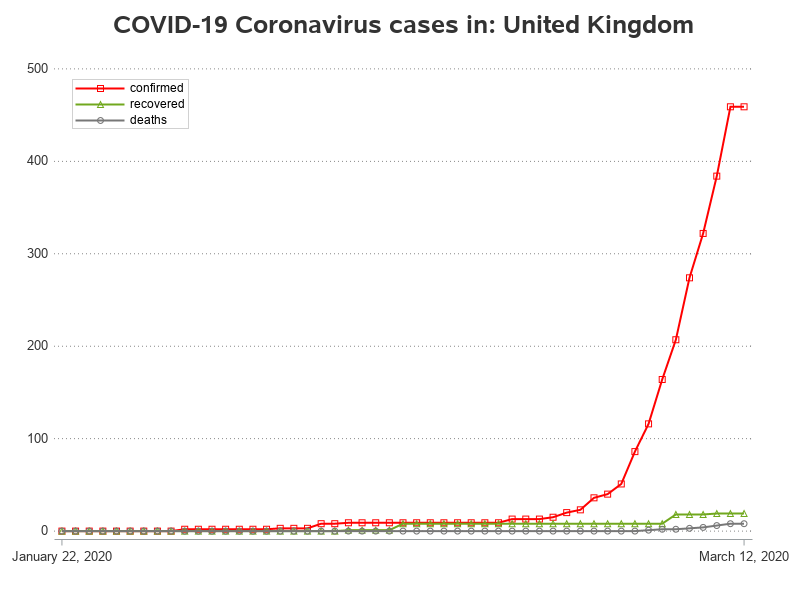 COVID-19 Coronavirus cases in: United Kingdom
500
confirmed
recovered
deaths
400
300
200
100
0
January 22, 2020
March 12, 2020